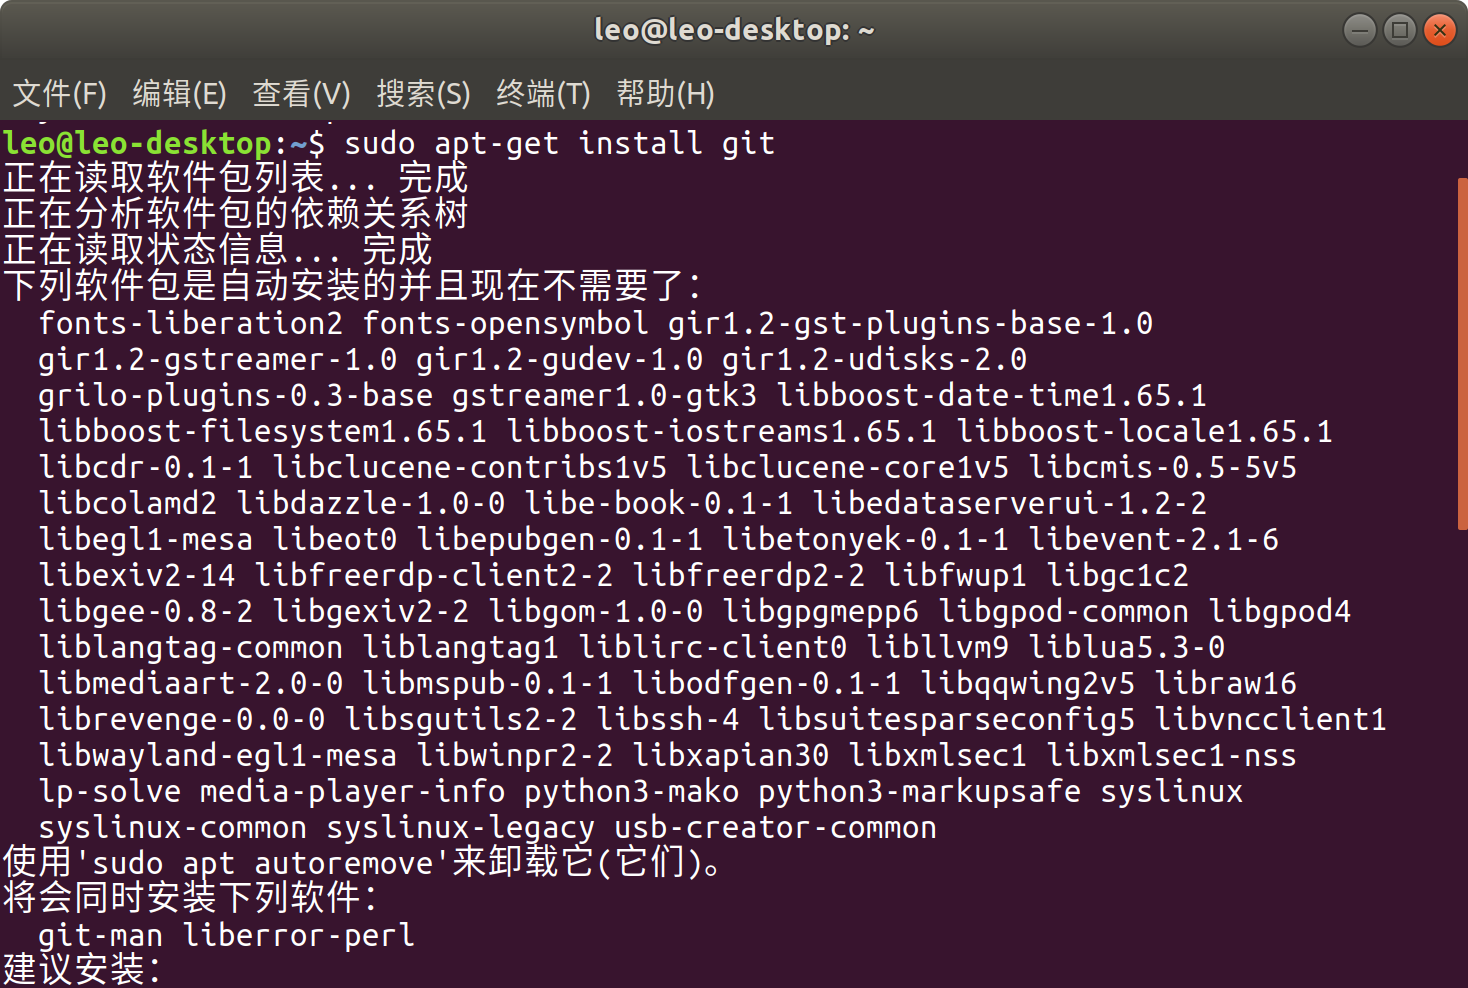 leo@leo-desktop: ~
文件(F) 编辑(E) 查看(V) 搜索(S) 终端(T) 帮助(H)
leo@leo-desktop:~$ sudo apt-get install git
正在读取软件包列表... 完成
正在分析软件包的依赖关系树
正在读取状态信息... 完成
下列软件包是自动安装的并且现在不需要了：
fonts-liberation2 fonts-opensymbol gir1.2-gst-plugins-base-1.0
gir1.2-gstreamer-1.0 gir1.2-gudev-1.0 gir1.2-udisks-2.0
grilo-plugins-0.3-base gstreamer1.0-gtk3 libboost-date-time1.65.1
libboost-filesystem1.65.1 libboost-iostreams1.65.1 libboost-locale1.65.1
libcdr-0.1-1 libclucene-contribs1v5 libclucene-core1v5 libcmis-0.5-5v5
libcolamd2 libdazzle-1.0-0 libe-book-0.1-1 libedataserverui-1.2-2
libegl1-mesa libeot0 libepubgen-0.1-1 libetonyek-0.1-1 libevent-2.1-6
libexiv2-14 libfreerdp-client2-2 libfreerdp2-2 libfwup1 libgc1c2
libgee-0.8-2 libgexiv2-2 libgom-1.0-0 libgpgmepp6 libgpod-common libgpod4
liblangtag-common liblangtag1 liblirc-client0 libllvm9 liblua5.3-0
libmediaart-2.0-0 libmspub-0.1-1 libodfgen-0.1-1 libqqwing2v5 libraw16
librevenge-0.0-0 libsgutils2-2 libssh-4 libsuitesparseconfig5 libvncclient1
libwayland-egl1-mesa libwinpr2-2 libxapian30 libxmlsec1 libxmlsec1-nss
lp-solve media-player-info python3-mako python3-markupsafe syslinux
syslinux-common syslinux-legacy usb-creator-common
使用'sudo apt autoremove'来卸载它(它们)。
将会同时安装下列软件：
git-man liberror-perl
建议安装：